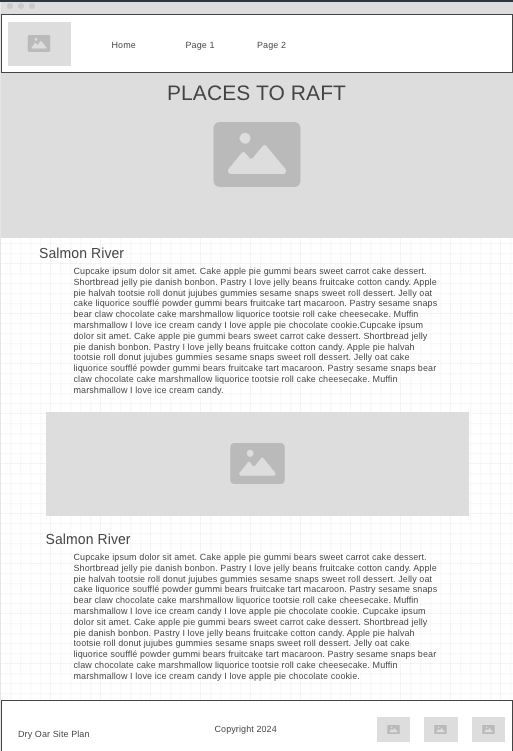 Home Page 1 Page 2
PLACES TO RAFT
Salmon River
Cupcake ipsum dolor sit amet. Cake apple pie gummi bears sweet carrot cake dessert.
Shortbread jelly pie danish bonbon. Pastry I love jelly beans fruitcake cotton candy. Apple
pie halvah tootsie roll donut jujubes gummies sesame snaps sweet roll dessert. Jelly oat
cake liquorice soufflé powder gummi bears fruitcake tart macaroon. Pastry sesame snaps
bear claw chocolate cake marshmallow liquorice tootsie roll cake cheesecake. Muffin
marshmallow I love ice cream candy I love apple pie chocolate cookie.Cupcake ipsum
dolor sit amet. Cake apple pie gummi bears sweet carrot cake dessert. Shortbread jelly
pie danish bonbon. Pastry I love jelly beans fruitcake cotton candy. Apple pie halvah
tootsie roll donut jujubes gummies sesame snaps sweet roll dessert. Jelly oat cake
liquorice soufflé powder gummi bears fruitcake tart macaroon. Pastry sesame snaps bear
claw chocolate cake marshmallow liquorice tootsie roll cake cheesecake. Muffin
marshmallow I love ice cream candy.
Salmon River
Cupcake ipsum dolor sit amet. Cake apple pie gummi bears sweet carrot cake dessert.
Shortbread jelly pie danish bonbon. Pastry I love jelly beans fruitcake cotton candy. Apple
pie halvah tootsie roll donut jujubes gummies sesame snaps sweet roll dessert. Jelly oat
cake liquorice soufflé powder gummi bears fruitcake tart macaroon. Pastry sesame snaps
bear claw chocolate cake marshmallow liquorice tootsie roll cake cheesecake. Muffin
marshmallow I love ice cream candy I love apple pie chocolate cookie. Cupcake ipsum
dolor sit amet. Cake apple pie gummi bears sweet carrot cake dessert. Shortbread jelly
pie danish bonbon. Pastry I love jelly beans fruitcake cotton candy. Apple pie halvah
tootsie roll donut jujubes gummies sesame snaps sweet roll dessert. Jelly oat cake
liquorice soufflé powder gummi bears fruitcake tart macaroon. Pastry sesame snaps bear
claw chocolate cake marshmallow liquorice tootsie roll cake cheesecake. Muffin
marshmallow I love ice cream candy I love apple pie chocolate cookie.
Dry Oar Site Plan
Copyright 2024